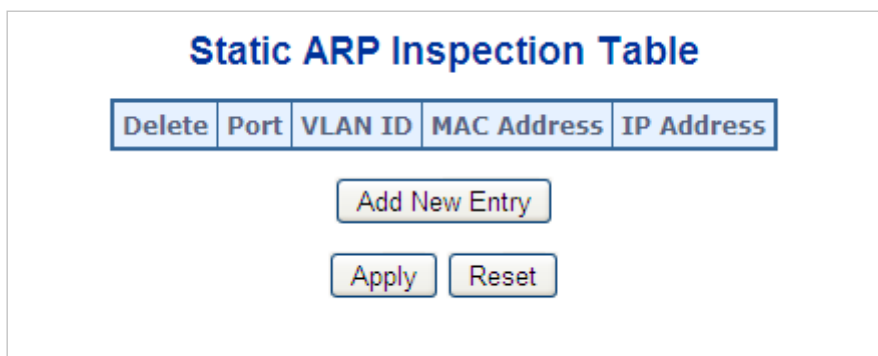 Static ARP Inspection Table
Delete Port VLAN ID MAC Address IP Address
Add New Entry
Apply Reset